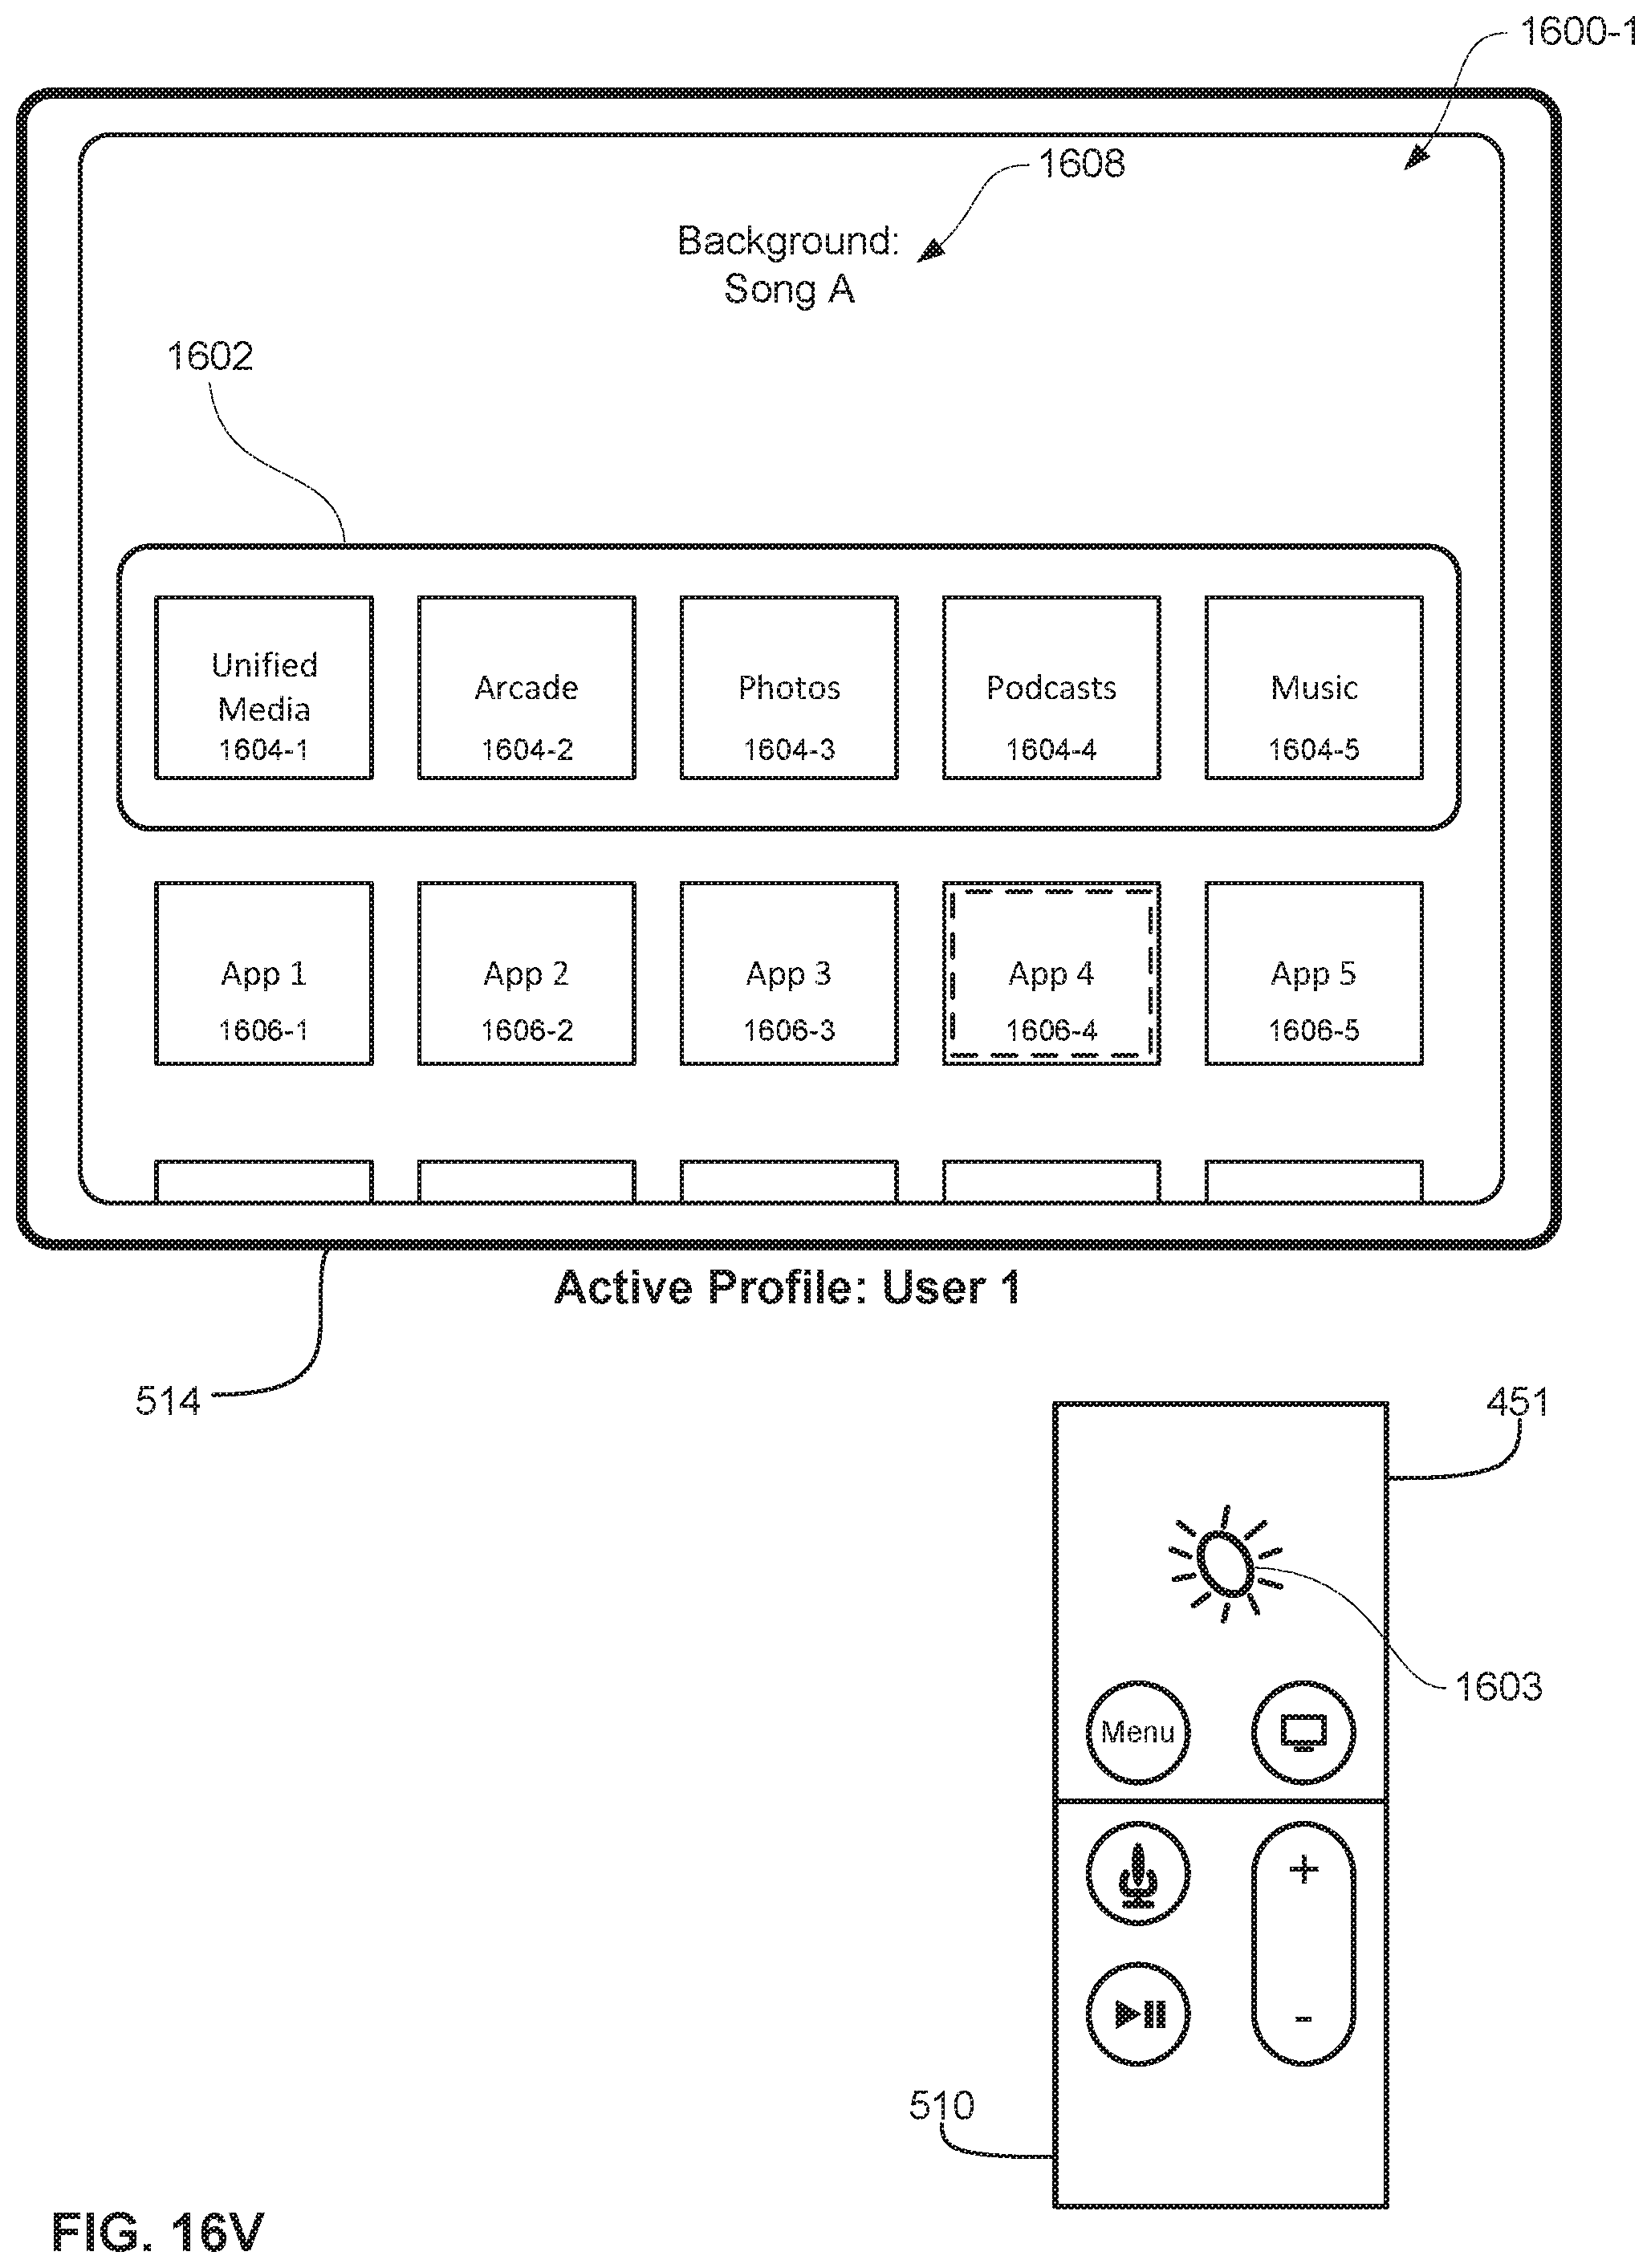 1600-1
1608
Background:
Song A
1602
Unified
Media
1604-1
Arcade
1604-2
Photos
1604-3
Podcasts
1604-4
Music
1604-5
App 1
1606-1
App 2
1606-2
App 3
1606-3
App 4
1606-4
App 5
1606-5
Active Profile: User 1
514
451
1603
Menu
+
-
510
FIG. 16V